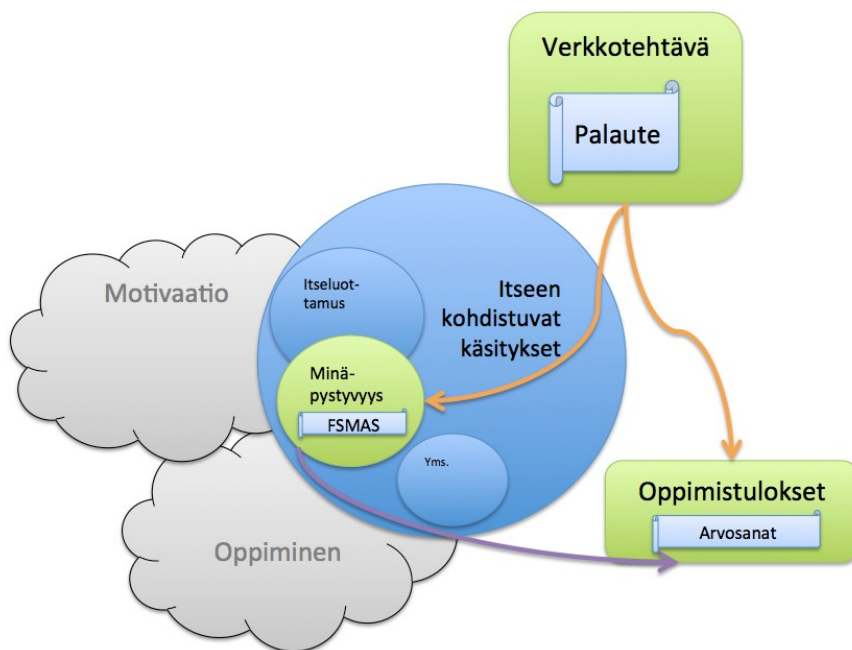 Verkkotehtävä
Palaute
Motivaatio
Itseluot-
tamus
Itseen
kohdistuvat
käsitykset
Minä-
pystyvyys
FSMAS
Yms.
Oppiminen
Oppimistulokset
Arvosanat